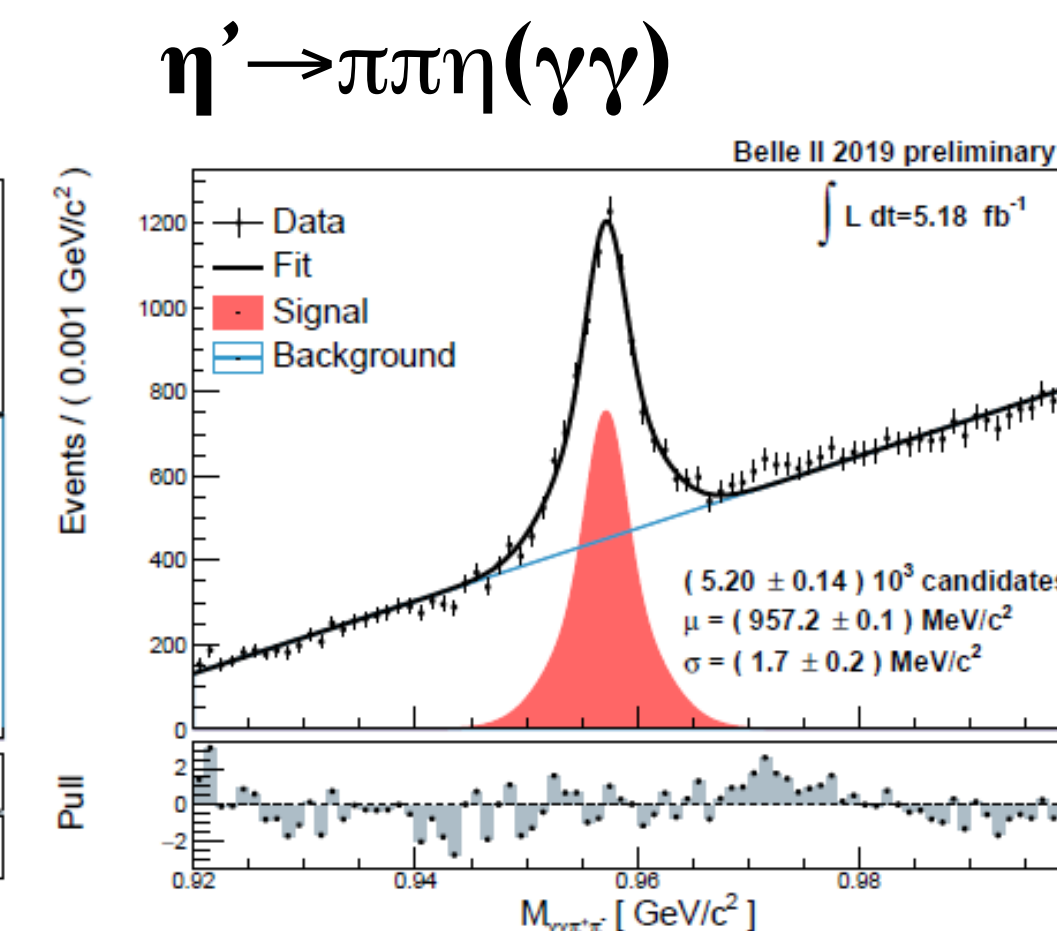 η’→ππη(γγ)
Belle II 2019 preliminary
∫ L dt=5.18 fb⁻¹
Events / ( 0.001 GeV/c² )
1200
1000
800
600
400
200
0
Data
Fit
Signal
Background
( 5.20 ± 0.14 ) 10³ candidates
μ = ( 957.2 ± 0.1 ) MeV/c²
σ = ( 1.7 ± 0.2 ) MeV/c²
Pull
2
0
−2
0.92 0.94 0.96 0.98
M_γγπ⁺π⁻ [ GeV/c² ]